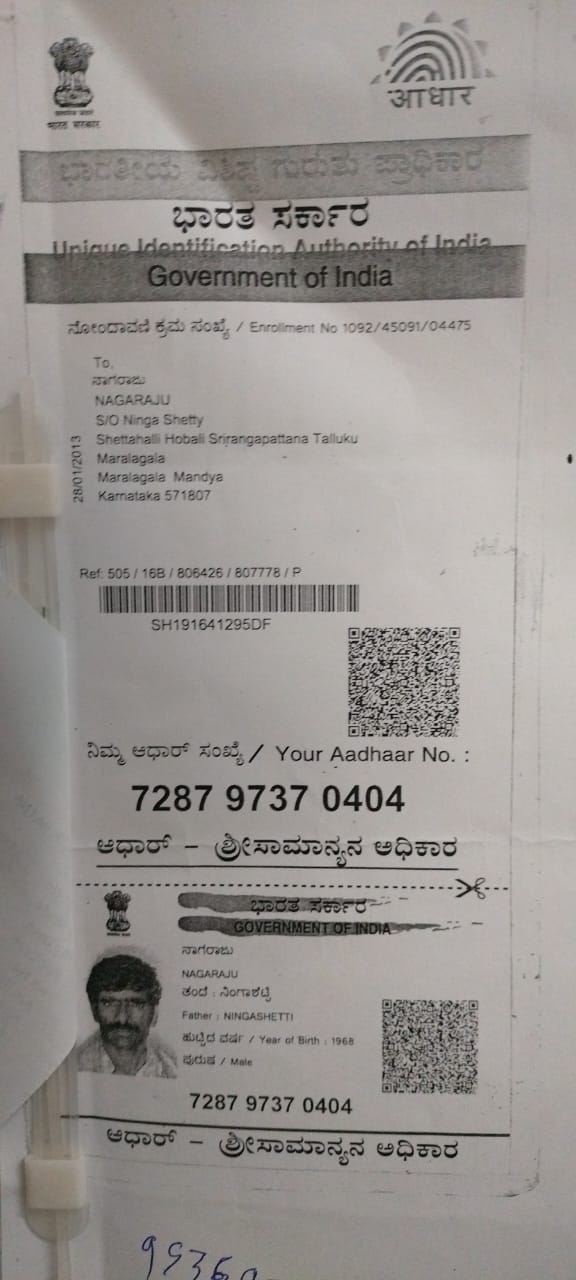 भारत सरकार
आधार
ಭಾರತೀಯ ವಿಶಿಷ್ಟ ಗುರುತು ಪ್ರಾಧಿಕಾರ
ಭಾರತ ಸರ್ಕಾರ
Unique Identification Authority of India
Government of India
ನೋಂದಾವಣಿ ಕ್ರಮ ಸಂಖ್ಯೆ / Enrollment No 1092/45091/04475
To,
ನಾಗರಾಜು
NAGARAJU
S/O Ninga Shetty
Shettahalli Hobali Srirangapattana Talluku
Maralagala
Maralagala Mandya
Karnataka 571807
28/01/2013
Ref: 505 / 16B / 806426 / 807778 / P
SH191641295DF
ನಿಮ್ಮ ಆಧಾರ್ ಸಂಖ್ಯೆ / Your Aadhaar No. :
7287 9737 0404
ಆಧಾರ್ – ಶ್ರೀಸಾಮಾನ್ಯನ ಅಧಿಕಾರ
ಭಾರತ ಸರ್ಕಾರ
GOVERNMENT OF INDIA
ನಾಗರಾಜು
NAGARAJU
ತಂದೆ : ನಿಂಗಾಶೆಟ್ಟಿ
Father : NINGASHETTI
ಹುಟ್ಟಿದ ವರ್ಷ / Year of Birth : 1968
ಪುರುಷ / Male
7287 9737 0404
ಆಧಾರ್ – ಶ್ರೀಸಾಮಾನ್ಯನ ಅಧಿಕಾರ